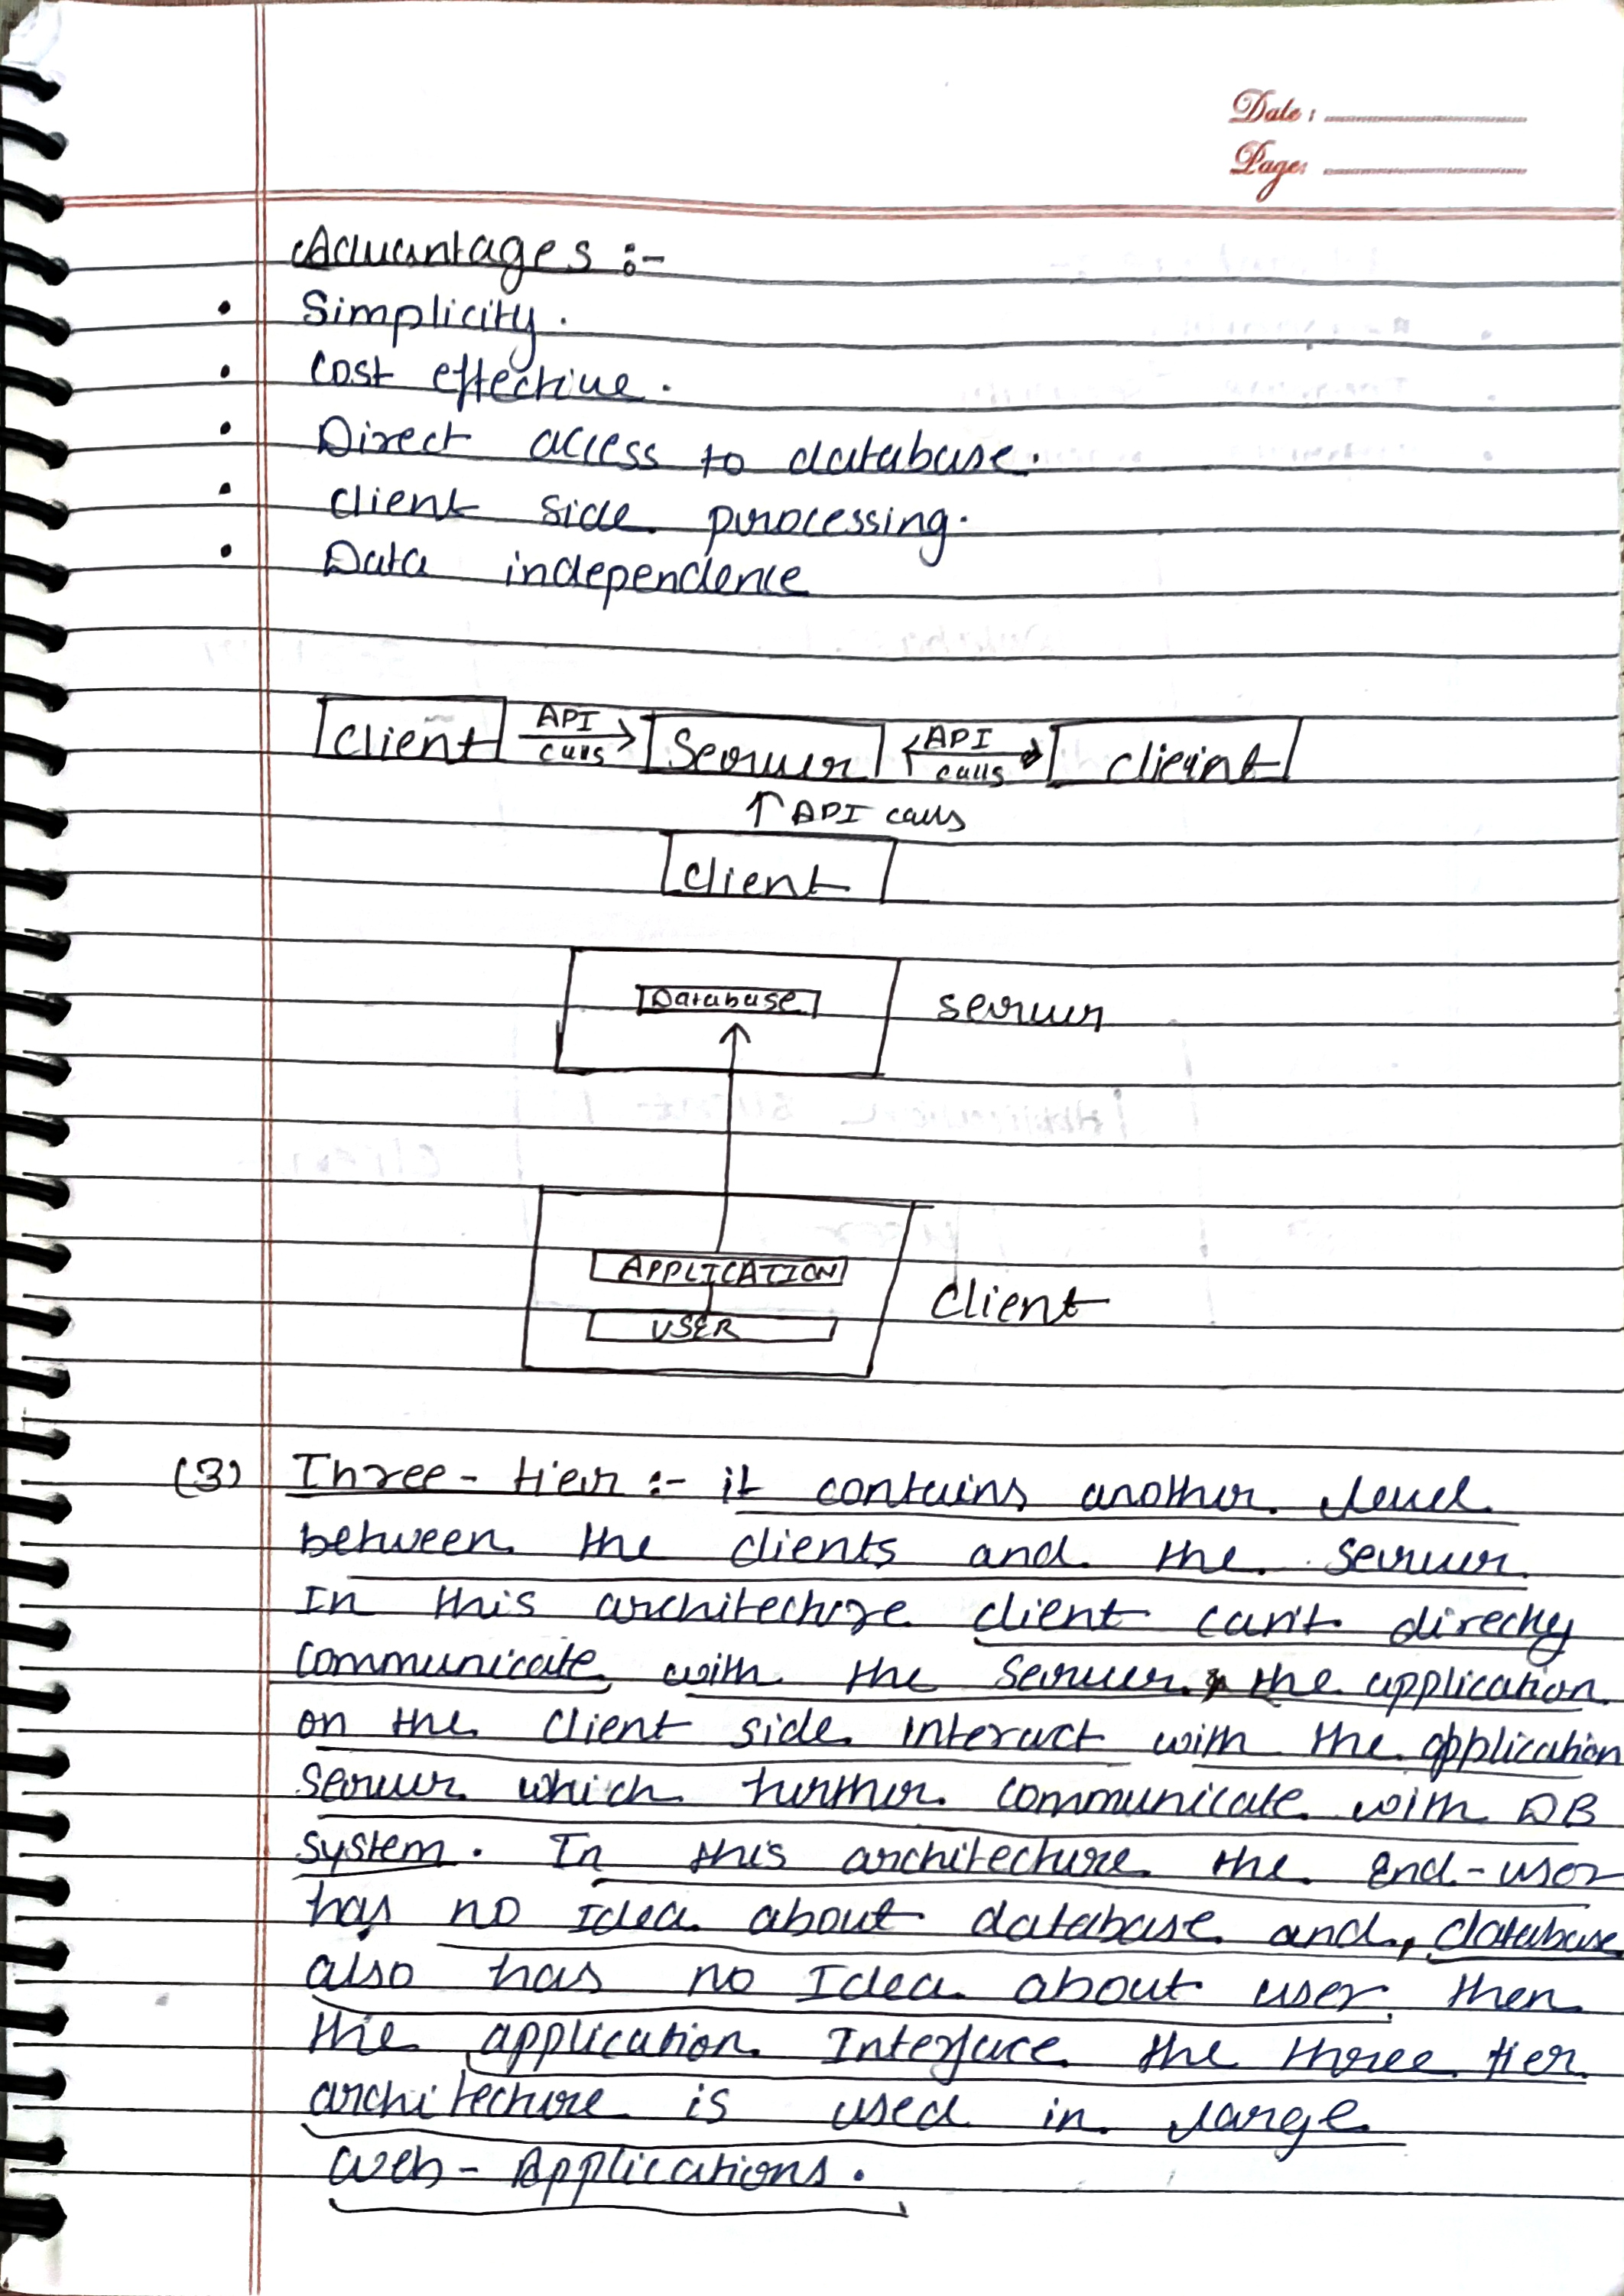 Date :
Page:
Advantages :-
• Simplicity.
• Cost effective.
• Direct access to database.
• Client side processing.
• Data independence
Client API calls Server API calls client
API calls
Client
Database server
APPLICATION
USER
Client
(3) Three - tier :- it contains another level
between the clients and the server.
In this architechture client can't directly
communicate with the server, the application
on the client side interact with the application
server which further communicate with DB
system. In this architechure the end-user
has no Idea about database and, database
also has no Idea about user, then
the application Interface the three tier
architechure is used in large
web - Applications.